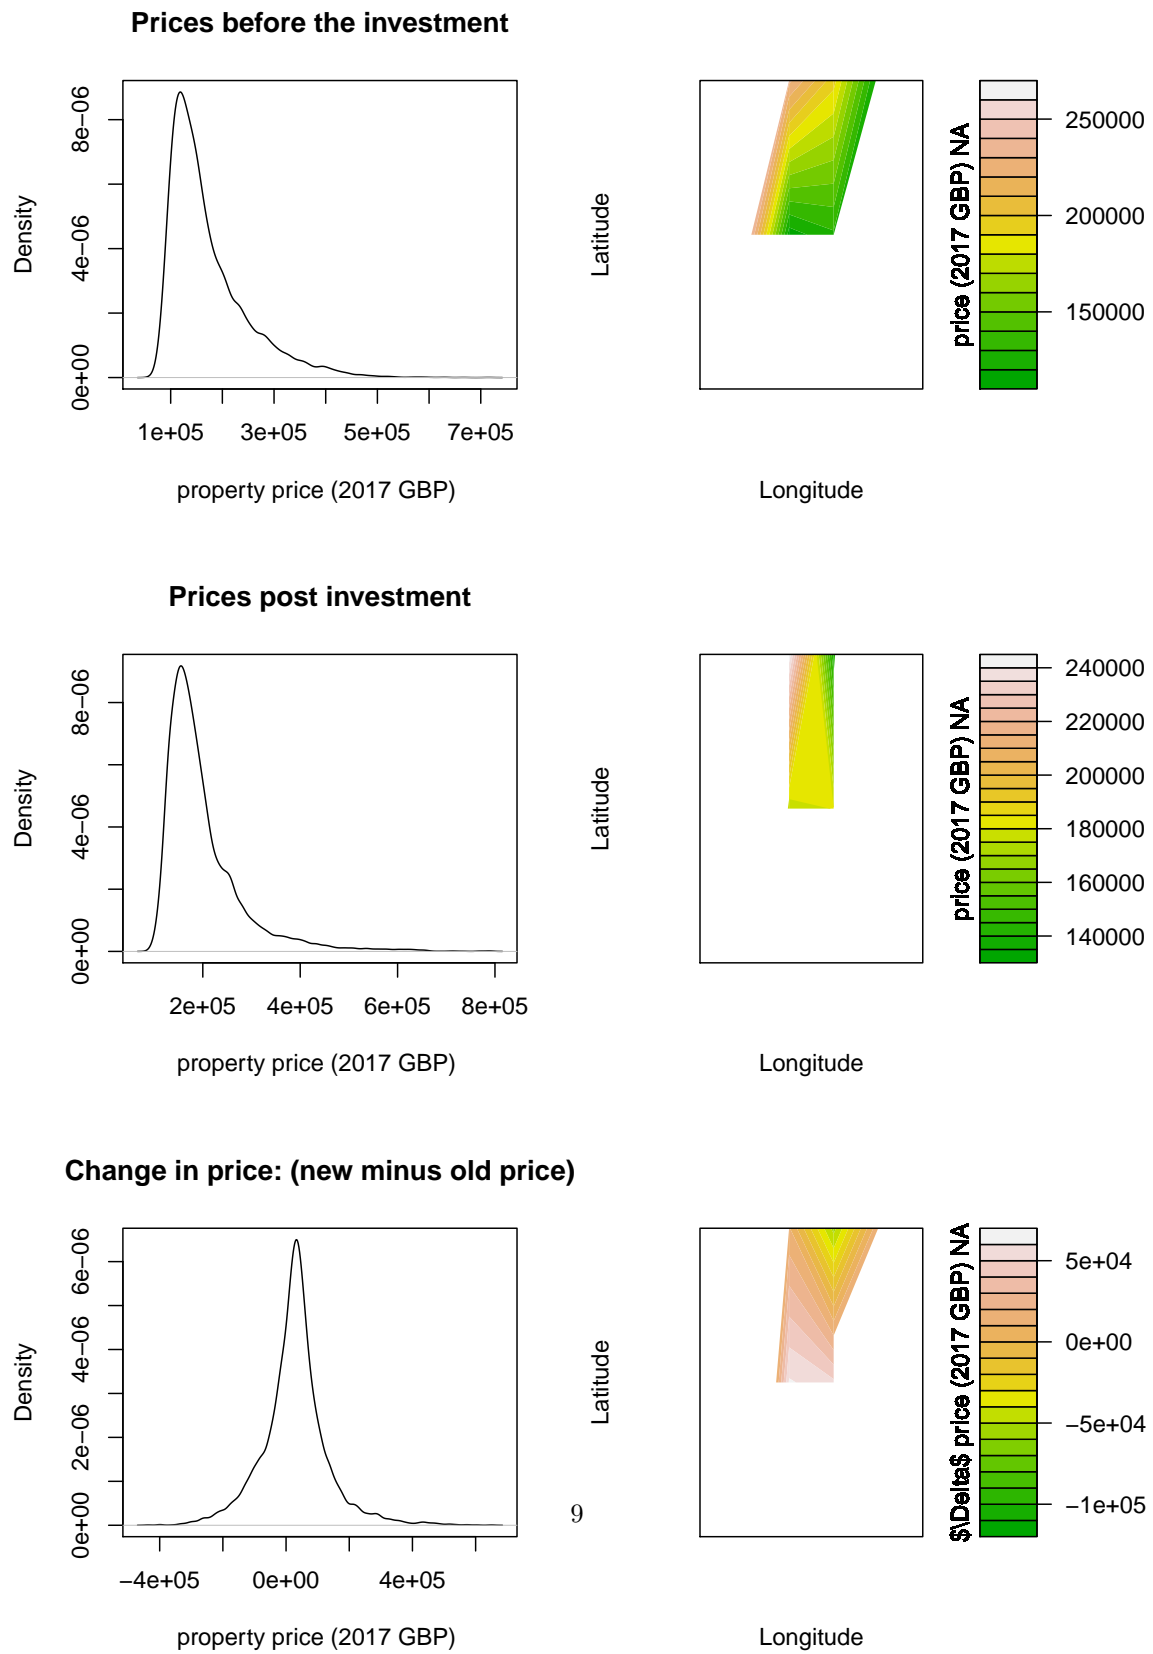 Prices before the investment
Density
0e+00
4e−06
8e−06
1e+05 3e+05 5e+05 7e+05
property price (2017 GBP)
Latitude
Longitude
price (2017 GBP) NA
250000
200000
150000
Prices post investment
Density
0e+00
4e−06
8e−06
2e+05 4e+05 6e+05 8e+05
property price (2017 GBP)
Latitude
Longitude
price (2017 GBP) NA
240000
220000
200000
180000
160000
140000
Change in price: (new minus old price)
Density
0e+00
2e−06
4e−06
6e−06
−4e+05 0e+00 4e+05
property price (2017 GBP)
Latitude
Longitude
$\Delta$ price (2017 GBP) NA
5e+04
0e+00
−5e+04
−1e+05
9